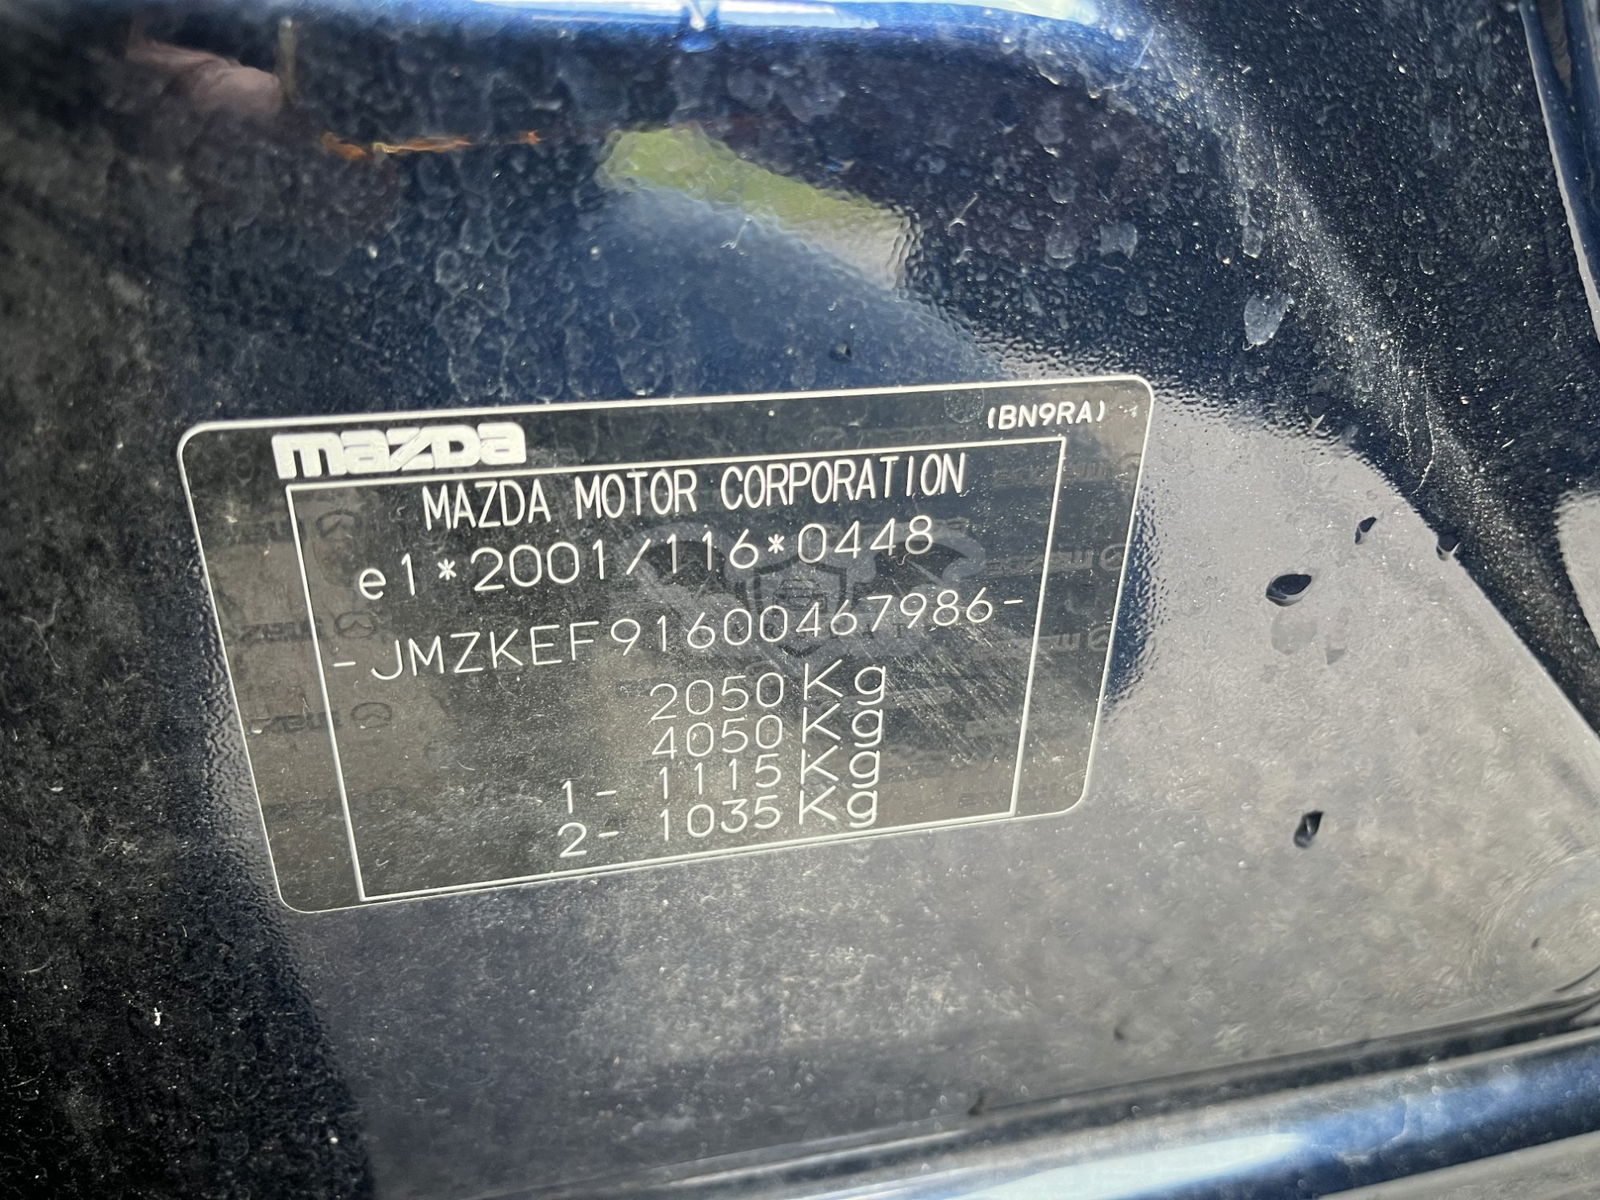 mazDa
(BN9RA)
MAZDA MOTOR CORPORATION
e1*2001/116*0448
-JMZKEF91600467986-
2050Kg
4050Kg
1- 1115Kg
2- 1035Kg